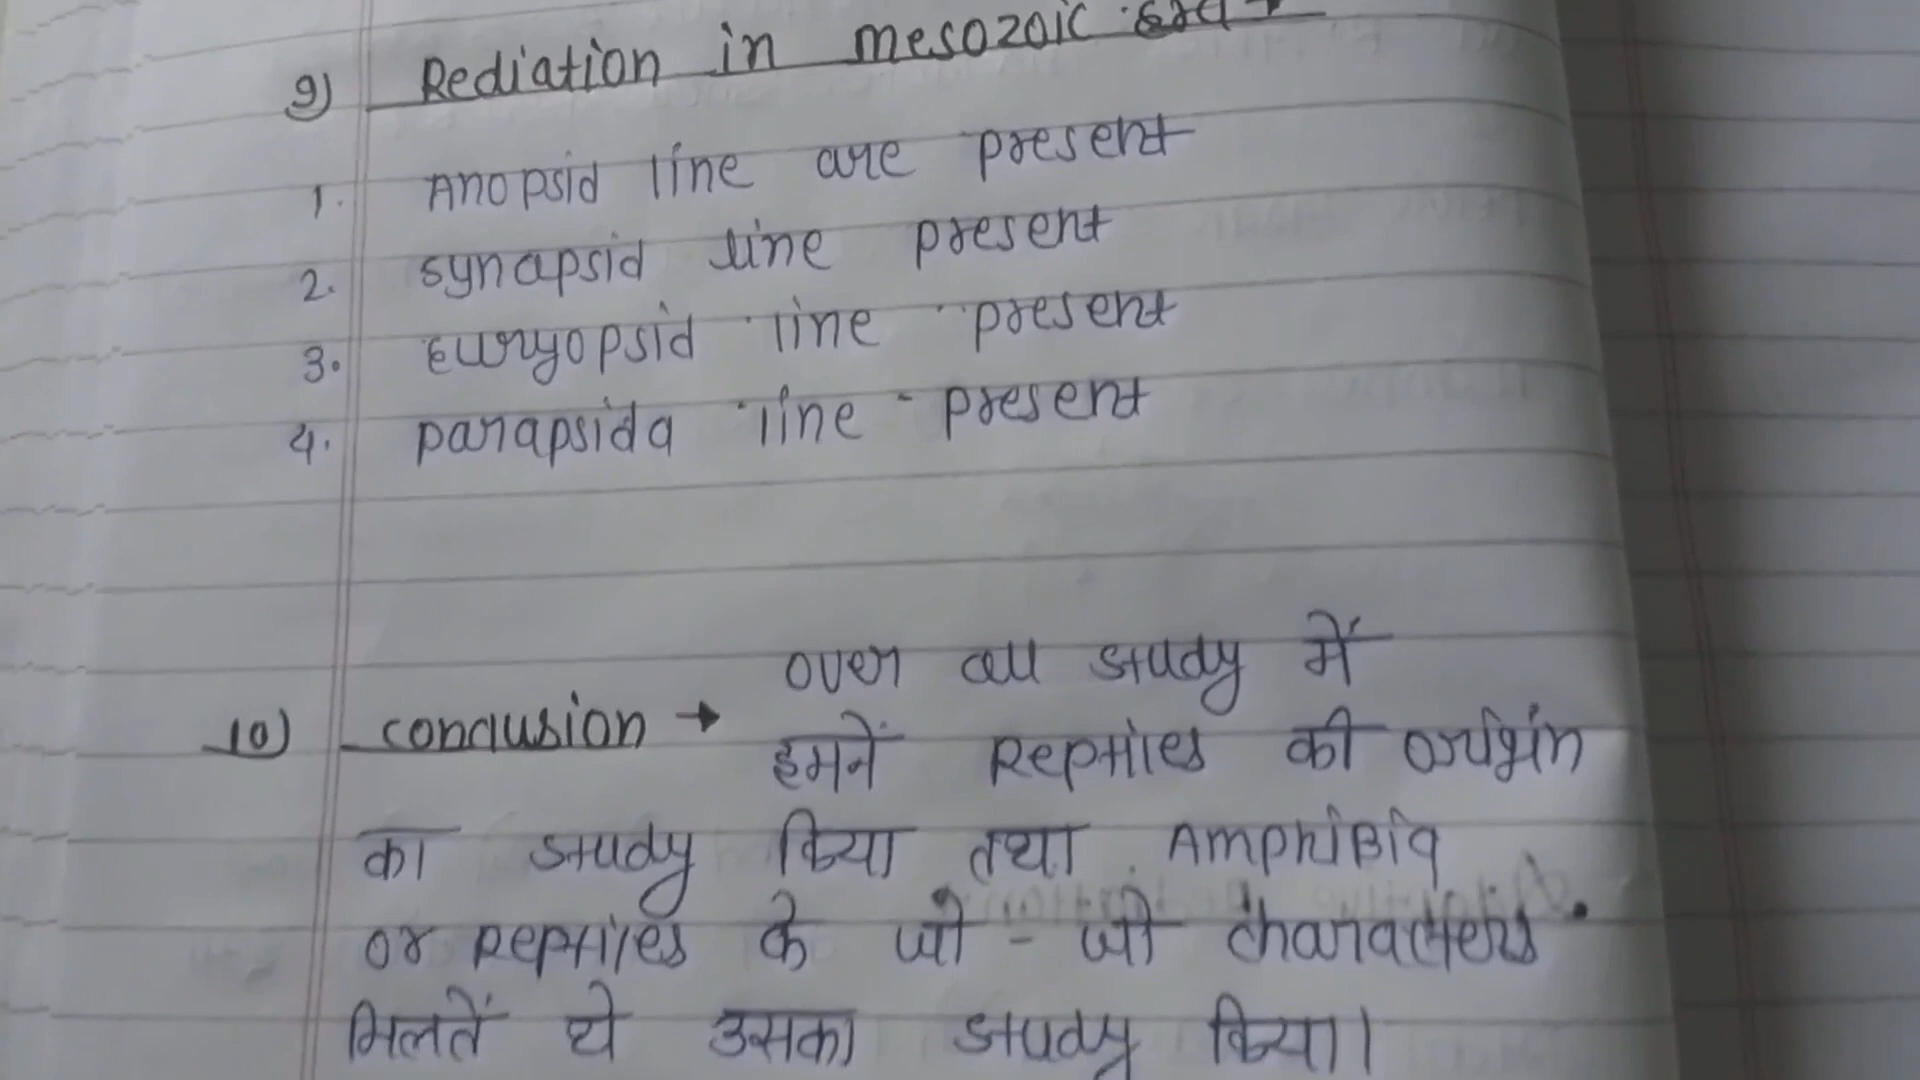 9) Rediation in mesozoic era →
1. Anopsid line are present
2. synapsid line present
3. euryopsid line present
4. parapsida line - present
over all study में
10) conclusion →
हमनें Reptiles की origin
का study किया तथा AmphiBia
or Reptiles के जो - जो characters
मिलतें थे उसका study किया।